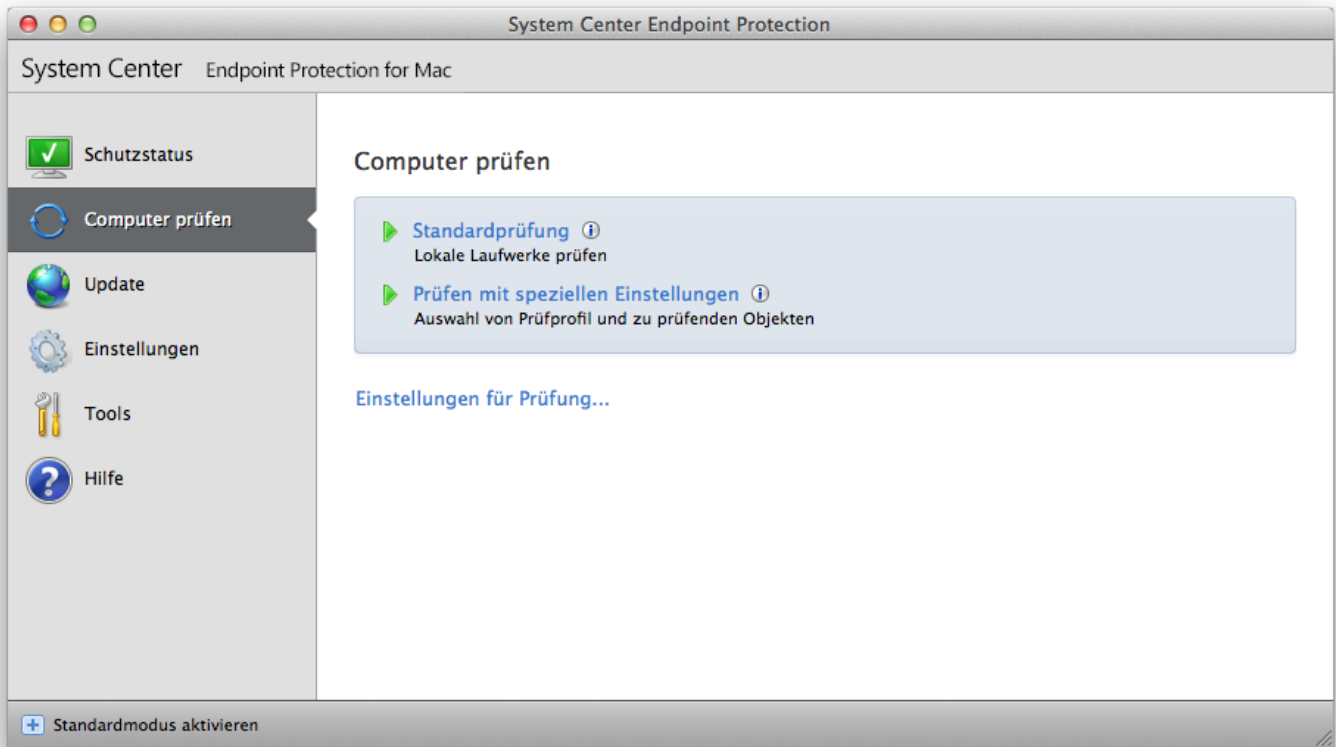 System Center Endpoint Protection
System Center Endpoint Protection for Mac
Schutzstatus
Computer prüfen
Update
Einstellungen
Tools
Hilfe
Computer prüfen
Standardprüfung
Lokale Laufwerke prüfen
Prüfen mit speziellen Einstellungen
Auswahl von Prüfprofil und zu prüfenden Objekten
Einstellungen für Prüfung...
Standardmodus aktivieren